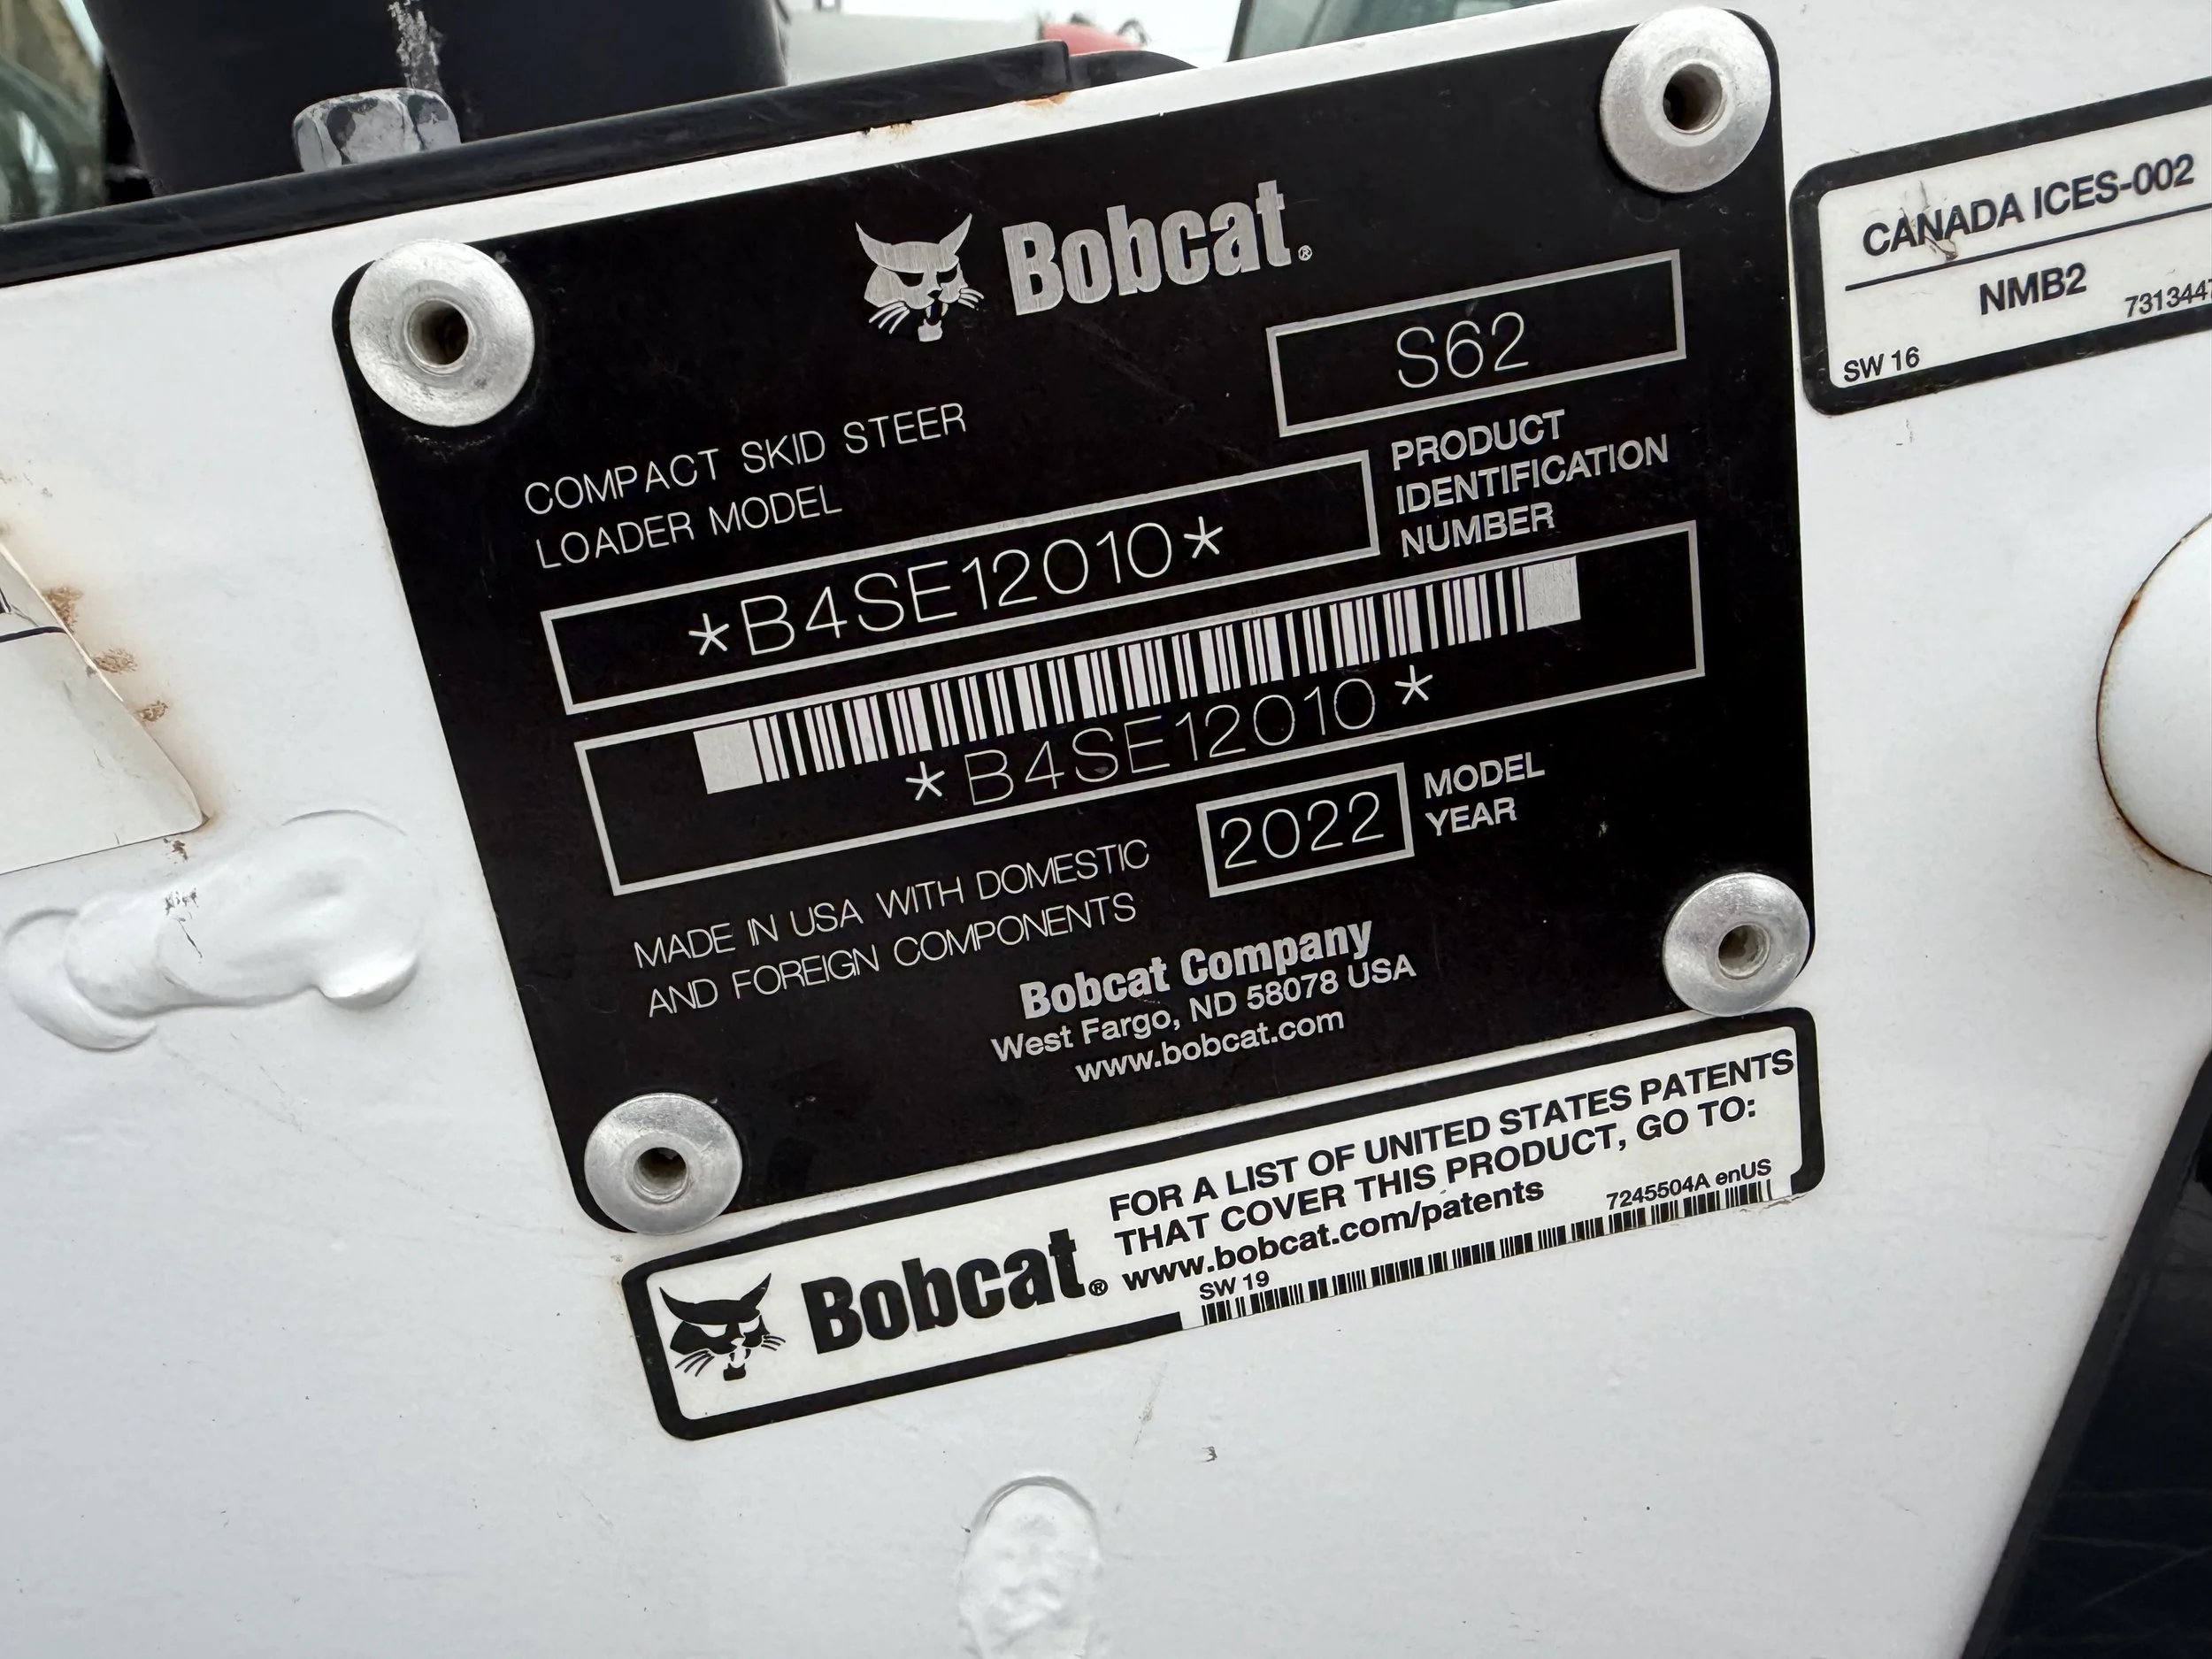 Bobcat®
S62
COMPACT SKID STEER
LOADER MODEL
PRODUCT
IDENTIFICATION
NUMBER
*B4SE12010*
*B4SE12010*
2022
MODEL
YEAR
MADE IN USA WITH DOMESTIC
AND FOREIGN COMPONENTS
Bobcat Company
West Fargo, ND 58078 USA
www.bobcat.com
CANADA ICES-002
NMB2
SW 16
Bobcat®
FOR A LIST OF UNITED STATES PATENTS
THAT COVER THIS PRODUCT, GO TO:
www.bobcat.com/patents
7245504A enUS
SW 19